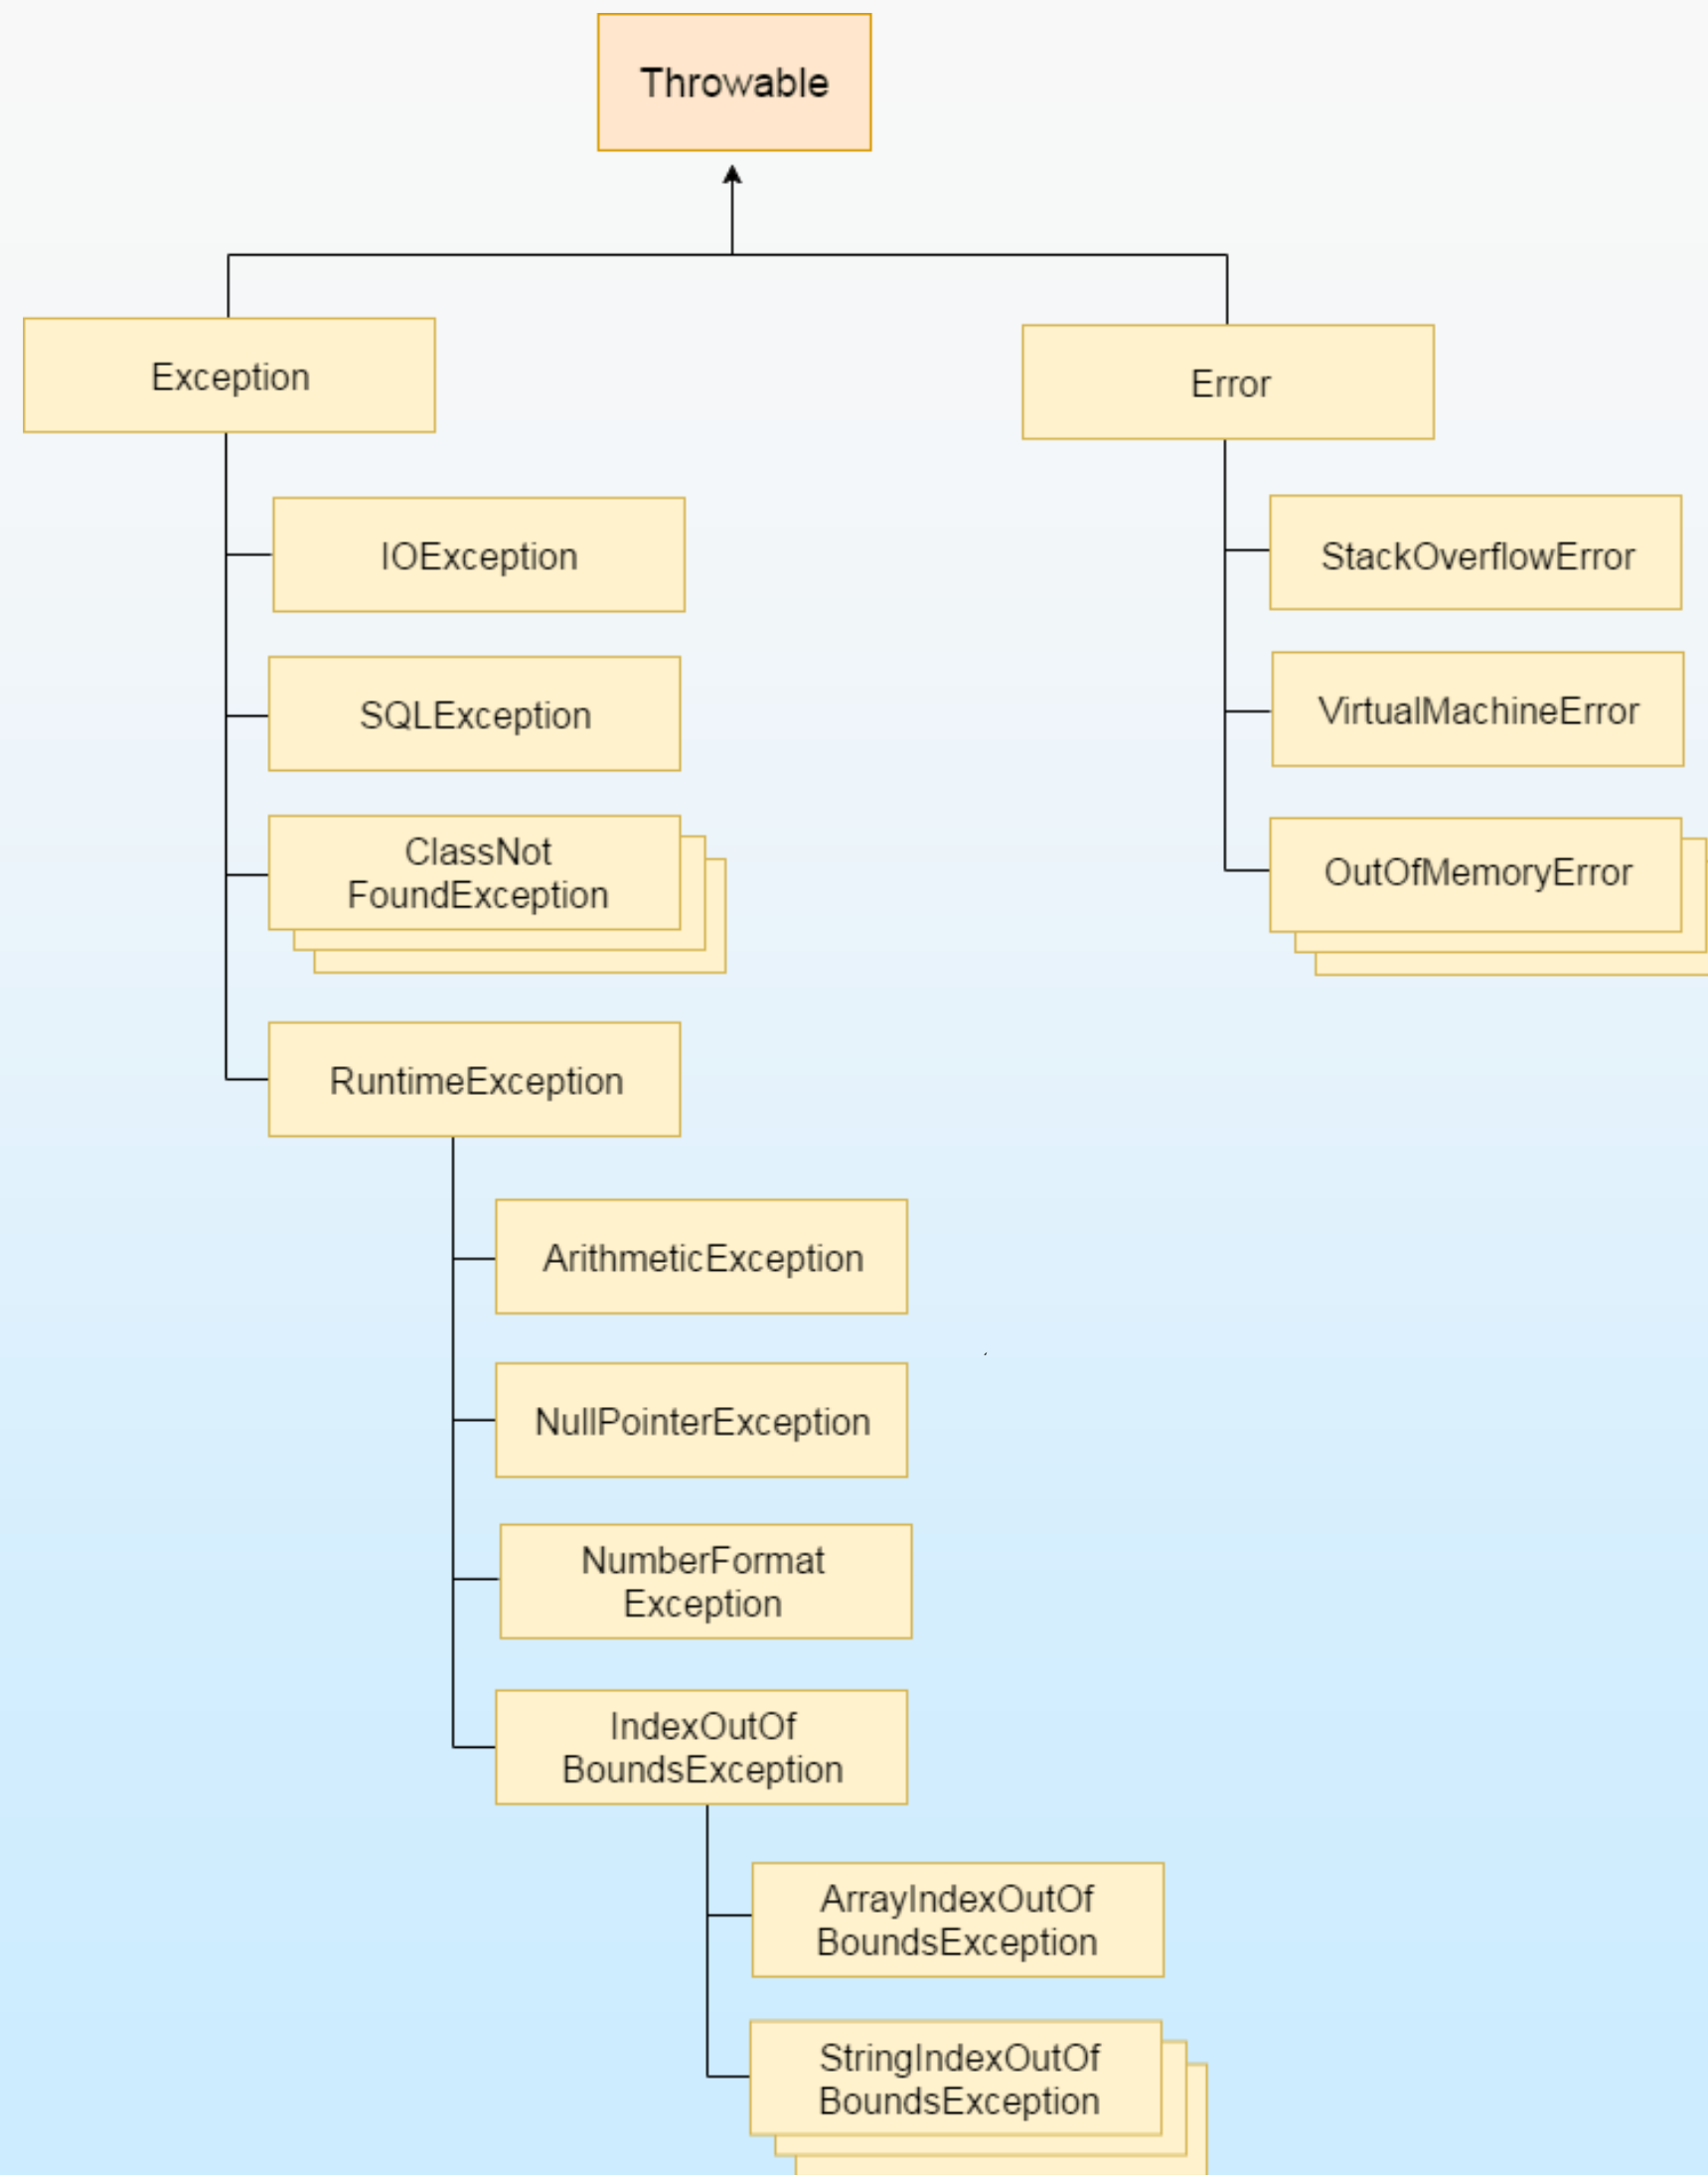 Throwable
Exception
Error
IOException
StackOverflowError
SQLException
VirtualMachineError
ClassNot
FoundException
OutOfMemoryError
RuntimeException
ArithmeticException
NullPointerException
NumberFormat
Exception
IndexOutOf
BoundsException
ArrayIndexOutOf
BoundsException
StringIndexOutOf
BoundsException